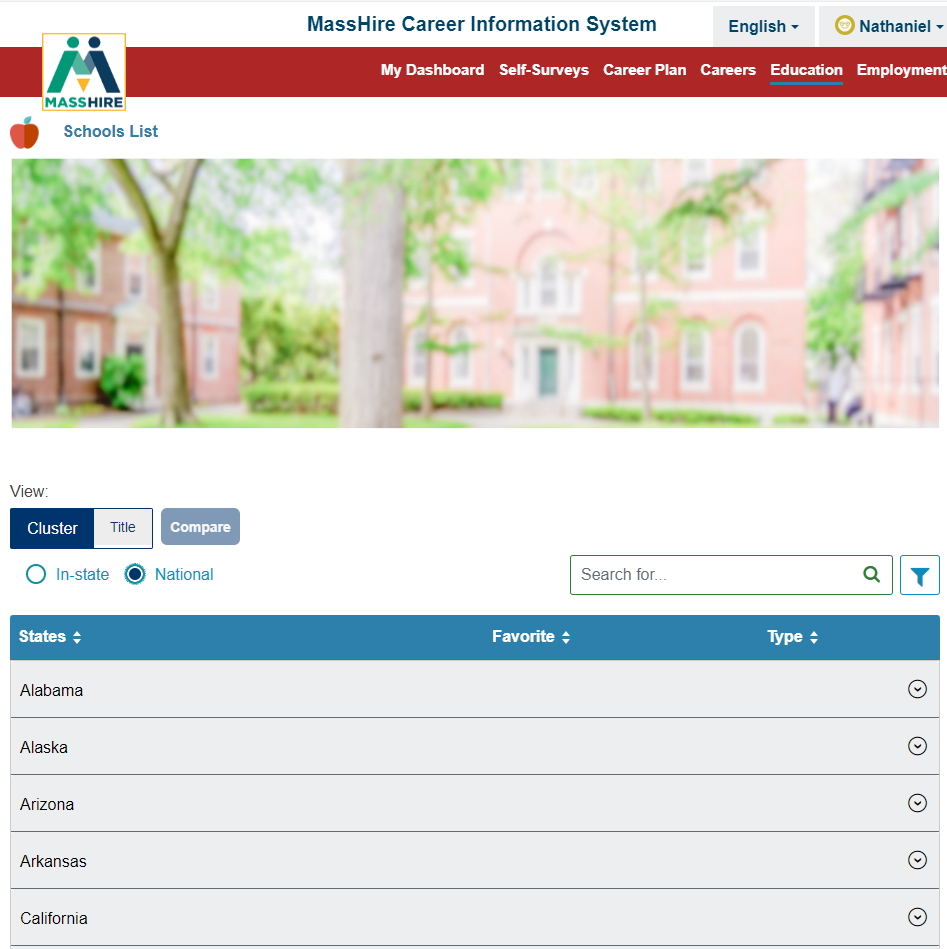 MassHire Career Information System
English
Nathaniel
MASSHIRE
My Dashboard Self-Surveys Career Plan Careers Education Employment
Schools List
View:
Cluster Title Compare
In-state National
Search for...
States Favorite Type
Alabama
Alaska
Arizona
Arkansas
California